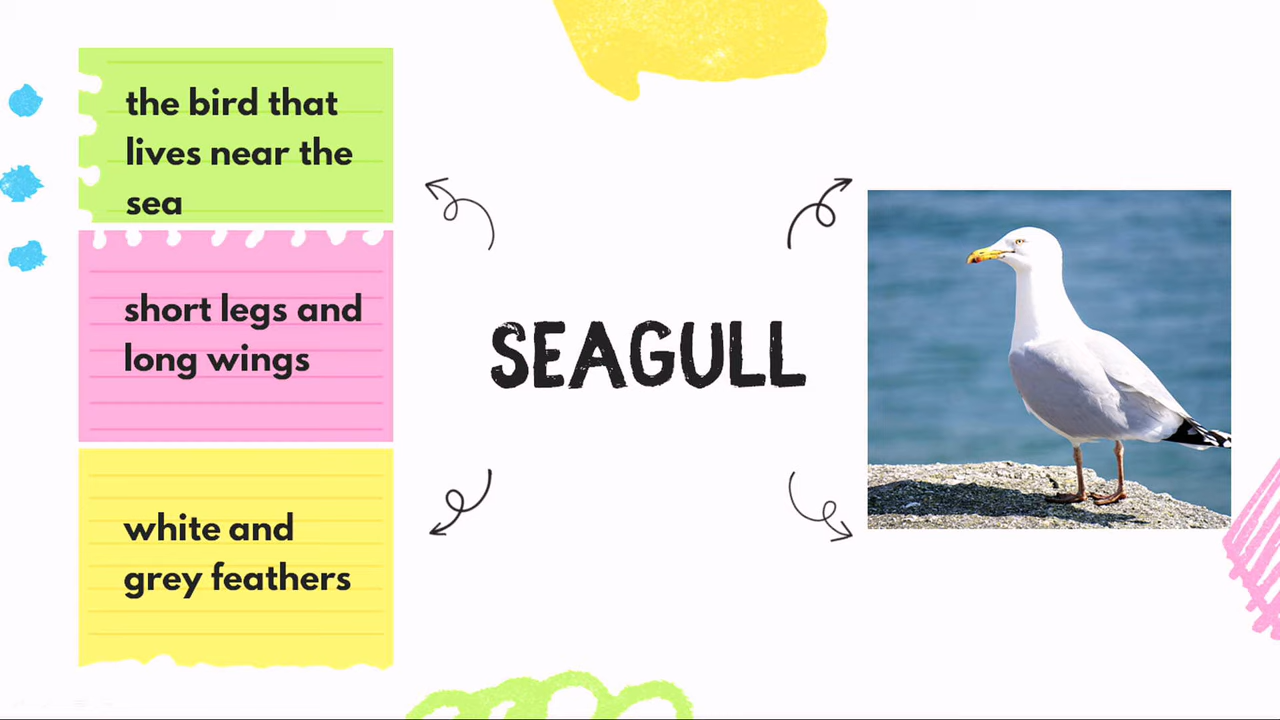 the bird that
lives near the
sea
short legs and
long wings
white and
grey feathers
SEAGULL